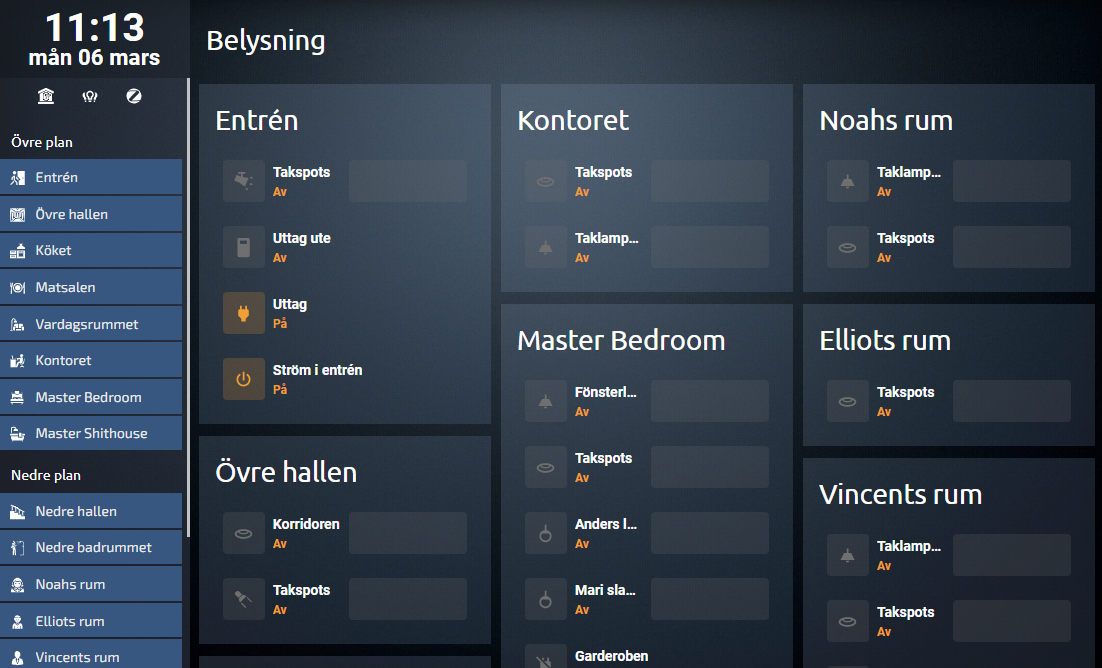 11:13
mån 06 mars
Övre plan
Entrén
Övre hallen
Köket
Matsalen
Vardagsrummet
Kontoret
Master Bedroom
Master Shithouse
Nedre plan
Nedre hallen
Nedre badrummet
Noahs rum
Elliots rum
Vincents rum
Belysning
Entrén
Takspots
Av
Uttag ute
Av
Uttag
På
Ström i entrén
På
Övre hallen
Korridoren
Av
Takspots
Av
Kontoret
Takspots
Av
Taklamp...
Av
Master Bedroom
Fönsterl...
Av
Takspots
Av
Anders l...
Av
Mari sla...
Av
Garderoben
Noahs rum
Taklamp...
Av
Takspots
Av
Elliots rum
Takspots
Av
Vincents rum
Taklamp...
Av
Takspots
Av